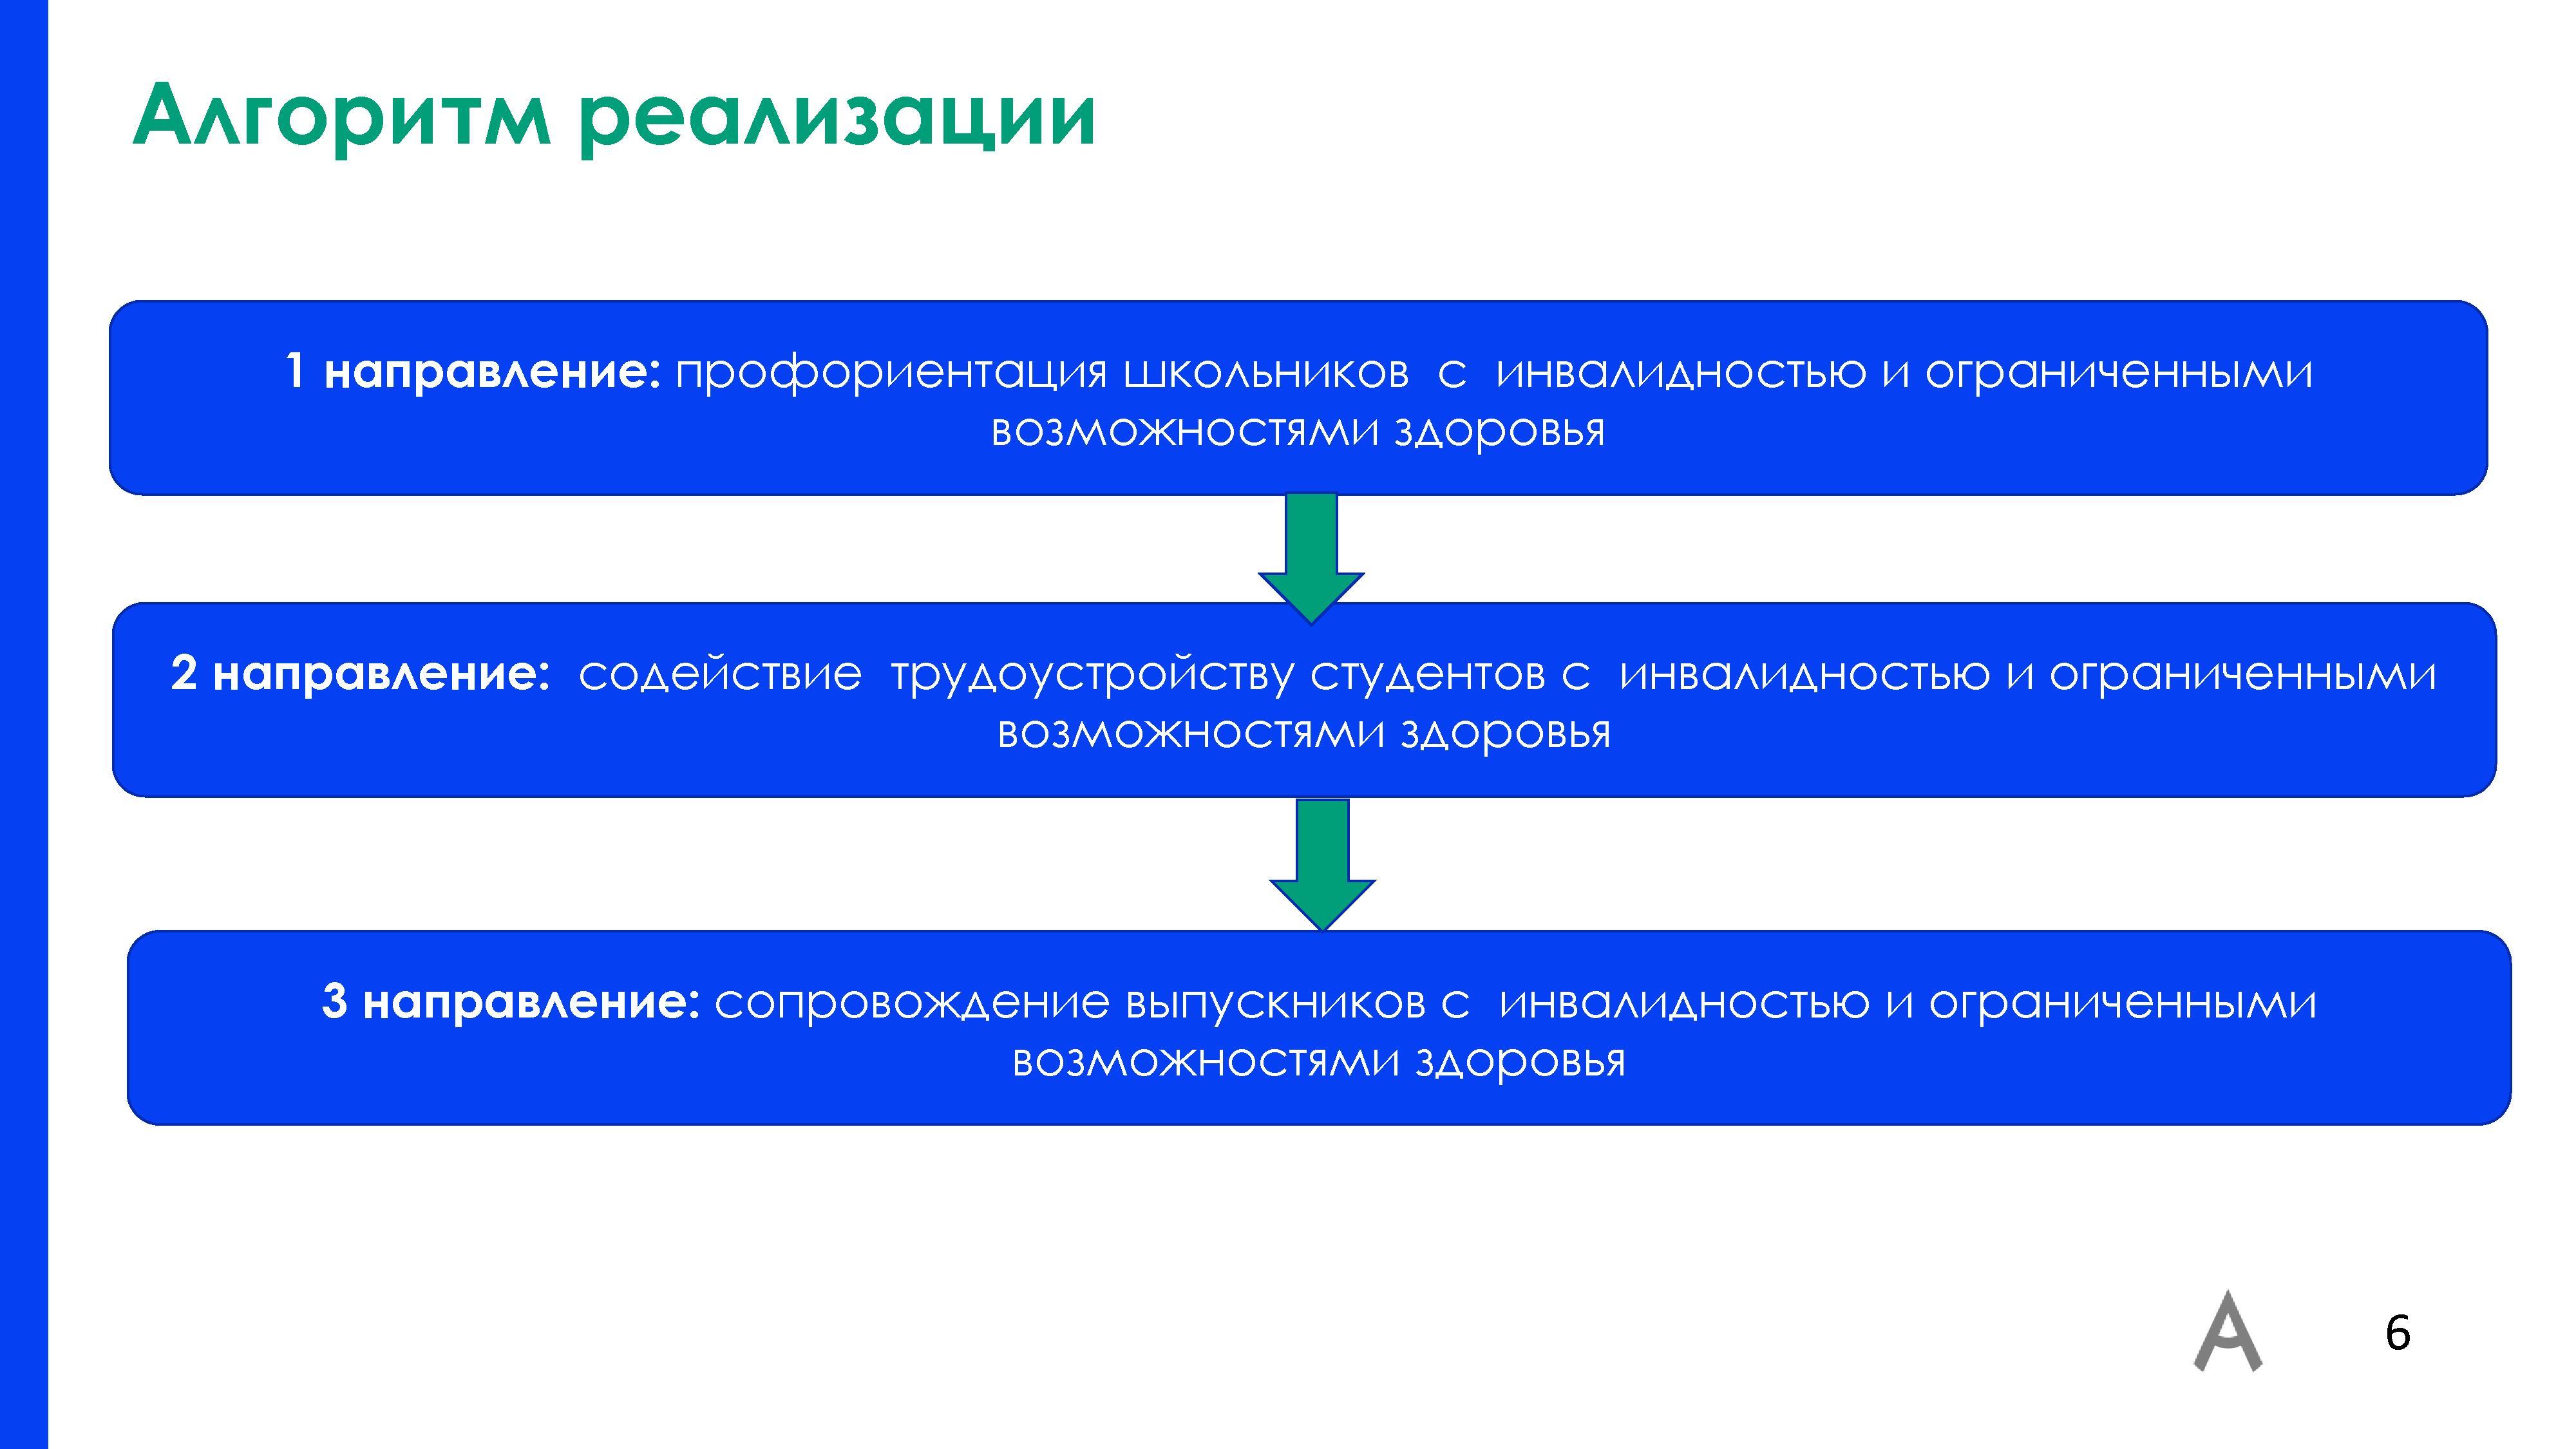 Алгоритм реализации
1 направление: профориентация школьников с инвалидностью и ограниченными
возможностями здоровья
2 направление: содействие трудоустройству студентов с инвалидностью и ограниченными
возможностями здоровья
3 направление: сопровождение выпускников с инвалидностью и ограниченными
возможностями здоровья
6